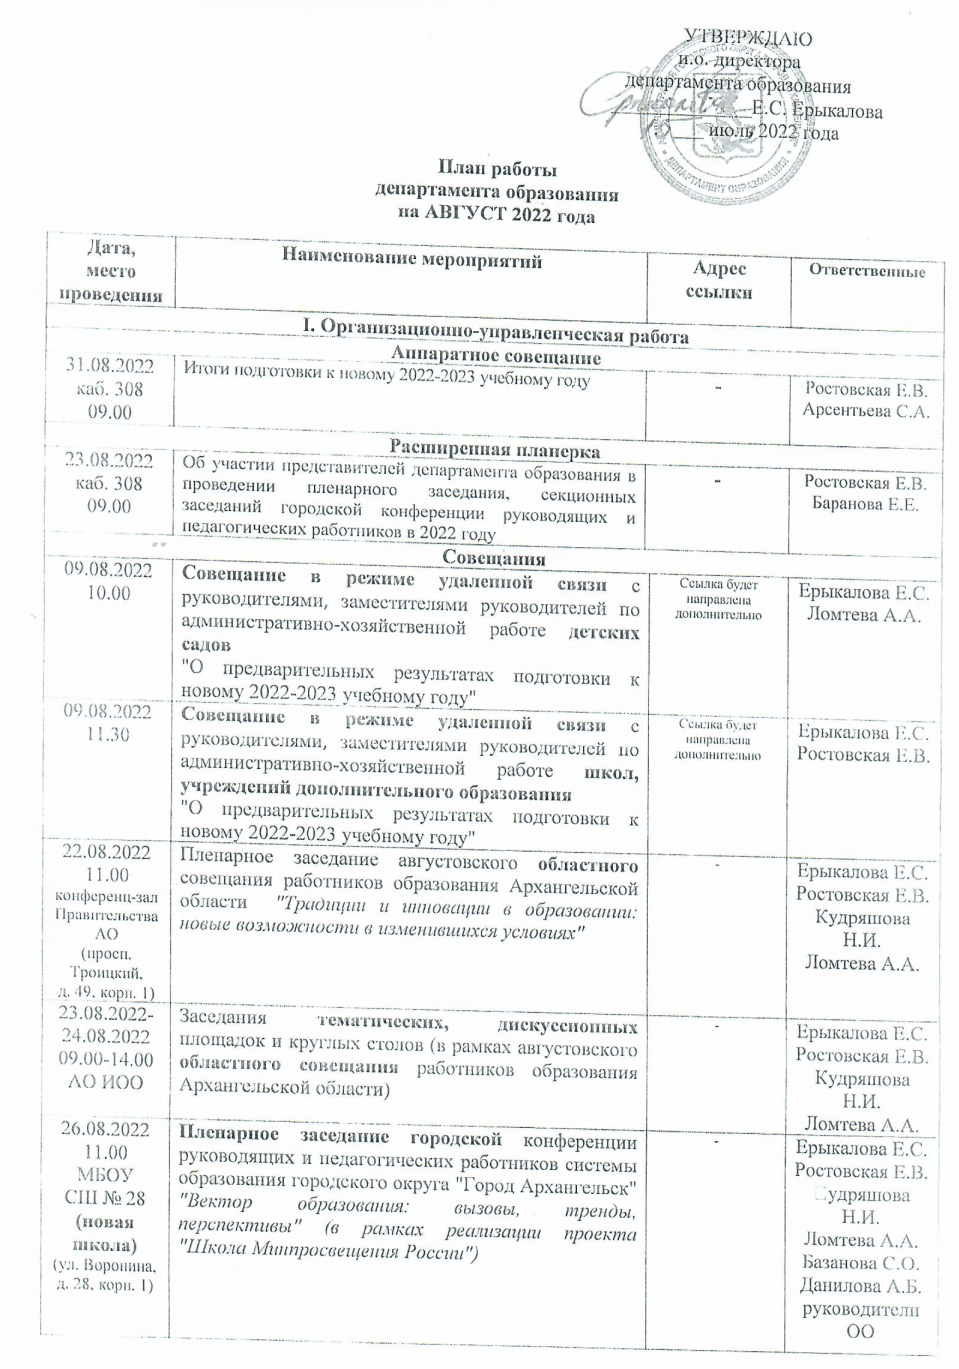 УТВЕРЖДАЮ
и.о. директора
департамента образования
Е.С. Ерыкалова
июль 2022 года
План работы
департамента образования
на АВГУСТ 2022 года
Дата,
место
проведения
Наименование мероприятий
Адрес
ссылки
Ответственные
I. Организационно-управленческая работа
Аппаратное совещание
31.08.2022
каб. 308
09.00
Итоги подготовки к новому 2022-2023 учебному году
-
Ростовская Е.В.
Арсентьева С.А.
Расширенная планерка
23.08.2022
каб. 308
09.00
Об участии представителей департамента образования в
проведении пленарного заседания, секционных
заседаний городской конференции руководящих и
педагогических работников в 2022 году
-
Ростовская Е.В.
Баранова Е.Е.
Совещания
09.08.2022
10.00
Совещание в режиме удаленной связи с
руководителями, заместителями руководителей по
административно-хозяйственной работе детских
садов
"О предварительных результатах подготовки к
новому 2022-2023 учебному году"
Ссылка будет
направлена
дополнительно
Ерыкалова Е.С.
Ломтева А.А.
09.08.2022
11.30
Совещание в режиме удаленной связи с
руководителями, заместителями руководителей по
административно-хозяйственной работе школ,
учреждений дополнительного образования
"О предварительных результатах подготовки к
новому 2022-2023 учебному году"
Ссылка будет
направлена
дополнительно
Ерыкалова Е.С.
Ростовская Е.В.
22.08.2022
11.00
конференц-зал
Правительства
АО
(просп.
Троицкий,
д. 49, корп. 1)
Пленарное заседание августовского областного
совещания работников образования Архангельской
области "Традиции и инновации в образовании:
новые возможности в изменившихся условиях"
-
Ерыкалова Е.С.
Ростовская Е.В.
Кудряшова
Н.И.
Ломтева А.А.
23.08.2022-
24.08.2022
09.00-14.00
АО ИОО
Заседания тематических, дискуссионных
площадок и круглых столов (в рамках августовского
областного совещания работников образования
Архангельской области)
-
Ерыкалова Е.С.
Ростовская Е.В.
Кудряшова
Н.И.
Ломтева А.А.
26.08.2022
11.00
МБОУ
СШ № 28
(новая
школа)
(ул. Воронина,
д. 28, корп. 1)
Пленарное заседание городской конференции
руководящих и педагогических работников системы
образования городского округа "Город Архангельск"
"Вектор образования: вызовы, тренды,
перспективы" (в рамках реализации проекта
"Школа Минпросвещения России")
-
Ерыкалова Е.С.
Ростовская Е.В.
Кудряшова
Н.И.
Ломтева А.А.
Базанова С.О.
Данилова А.Б.
руководители
ОО
ДЕПАРТАМЕНТ ОБРАЗОВАНИЯ